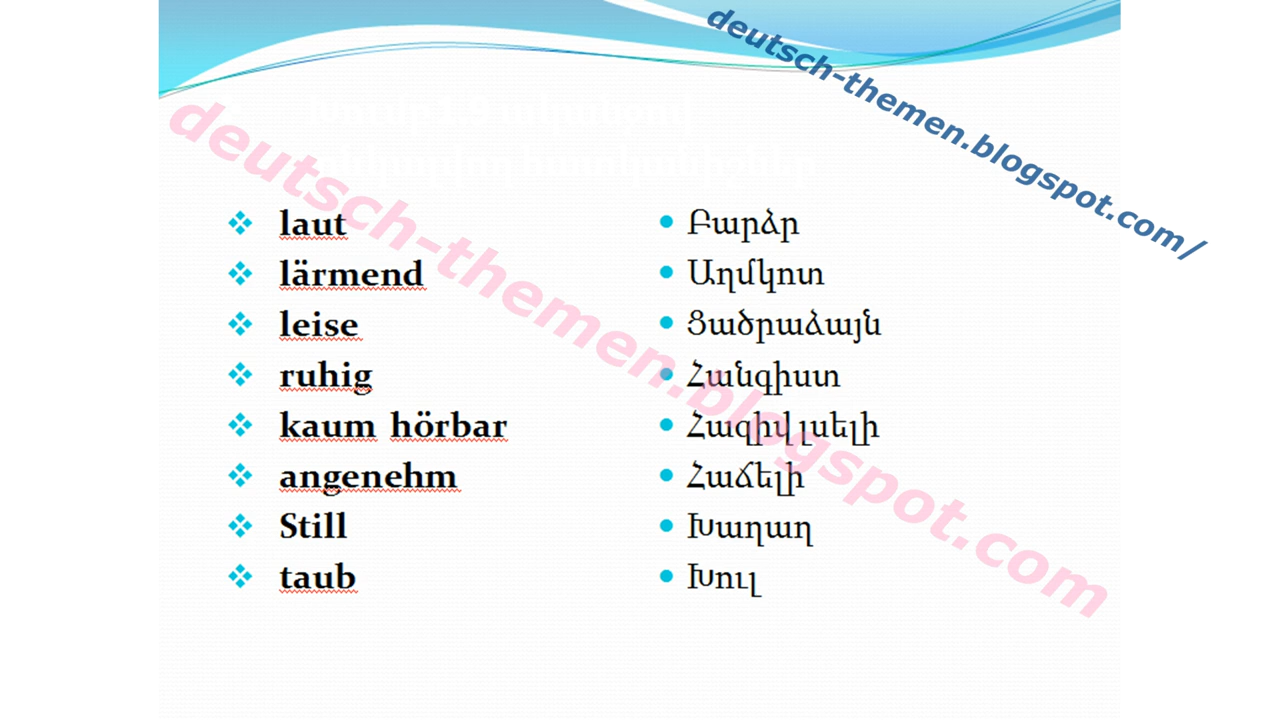 deutsch-themen.blogspot.com/
deutsch-themen.blogspot.com
laut
Բարձր
lärmend
Աղմկոտ
leise
Ցածրաձայն
ruhig
Հանգիստ
kaum hörbar
Հազիվ լսելի
angenehm
Հաճելի
Still
Խաղաղ
taub
Խուլ